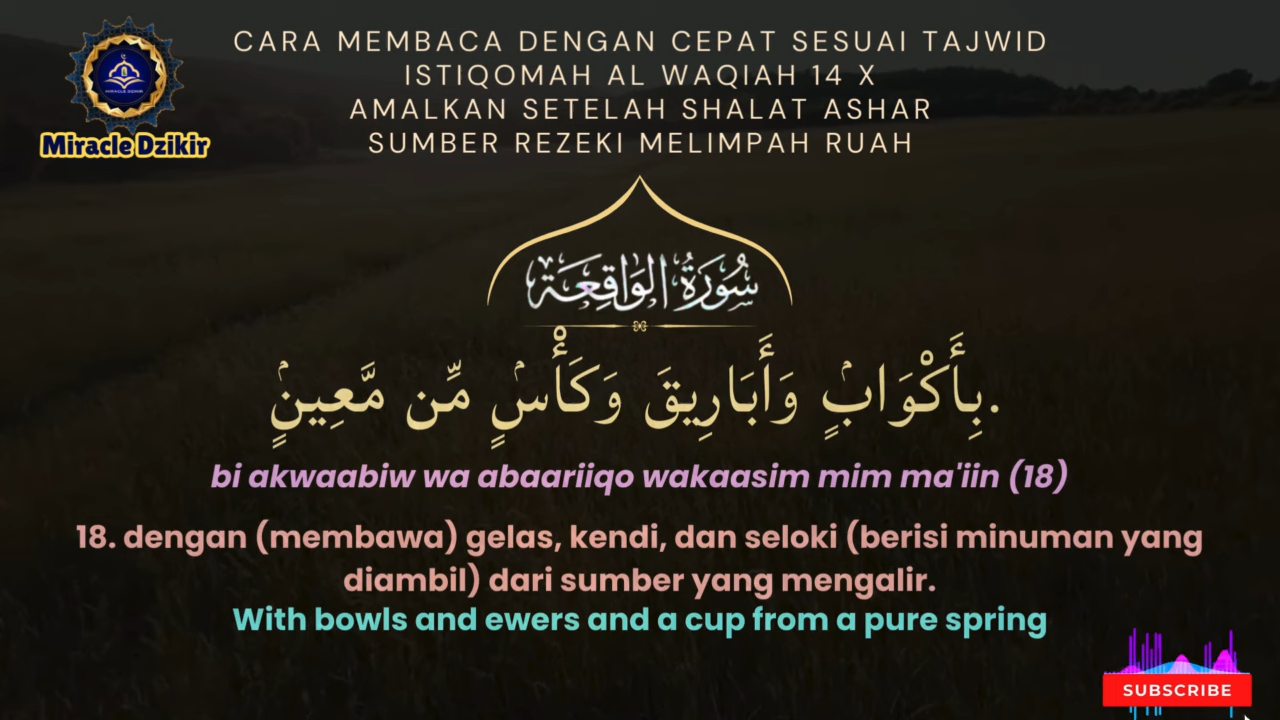 CARA MEMBACA DENGAN CEPAT SESUAI TAJWID
ISTIQOMAH AL WAQIAH 14 X
AMALKAN SETELAH SHALAT ASHAR
SUMBER REZEKI MELIMPAH RUAH
MIRACLE DZIKIR
Miracle Dzikir
سُورَةُ الوَاقِعَة
.بِأَكْوَابٍۢ وَأَبَارِيقَ وَكَأْسٍۢ مِّن مَّعِينٍۢ
bi akwaabiw wa abaariiqo wakaasim mim ma'iin (18)
18. dengan (membawa) gelas, kendi, dan seloki (berisi minuman yang
diambil) dari sumber yang mengalir.
With bowls and ewers and a cup from a pure spring
SUBSCRIBE